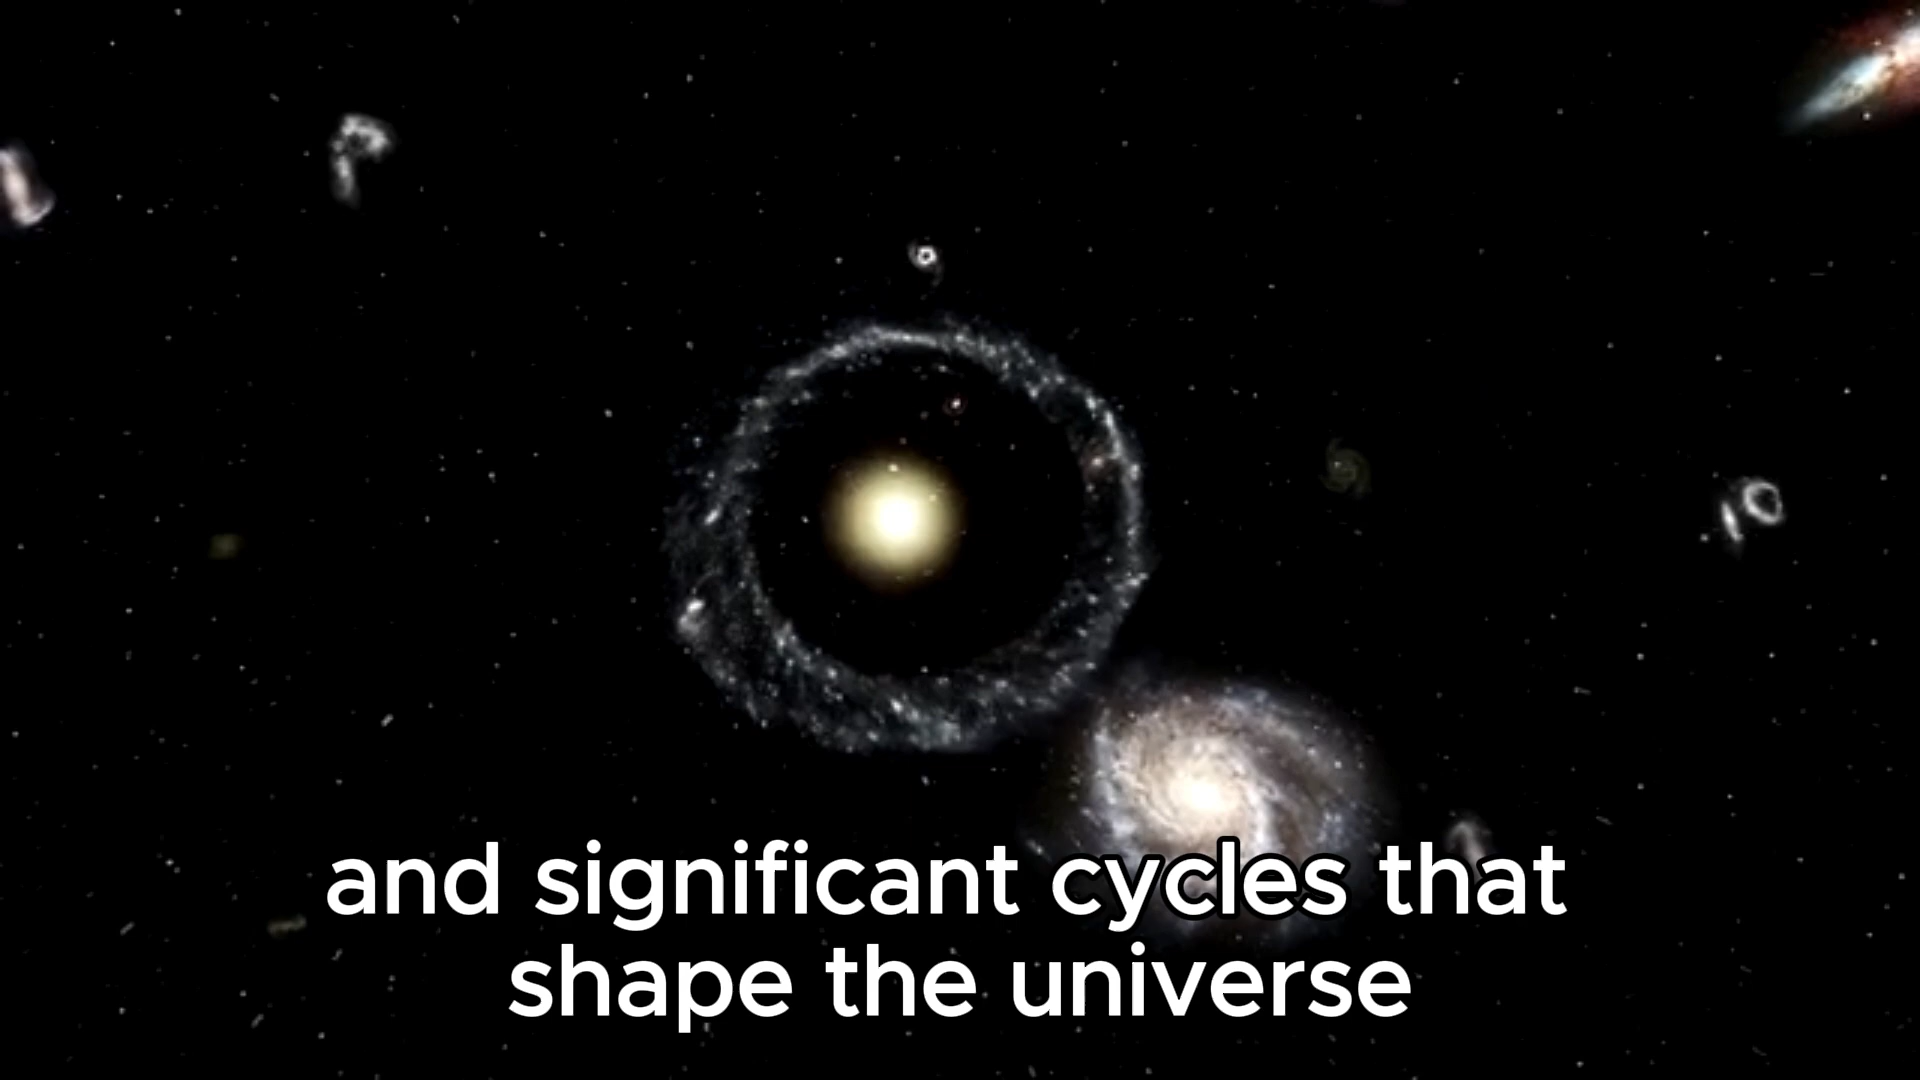 and significant cycles that
shape the universe